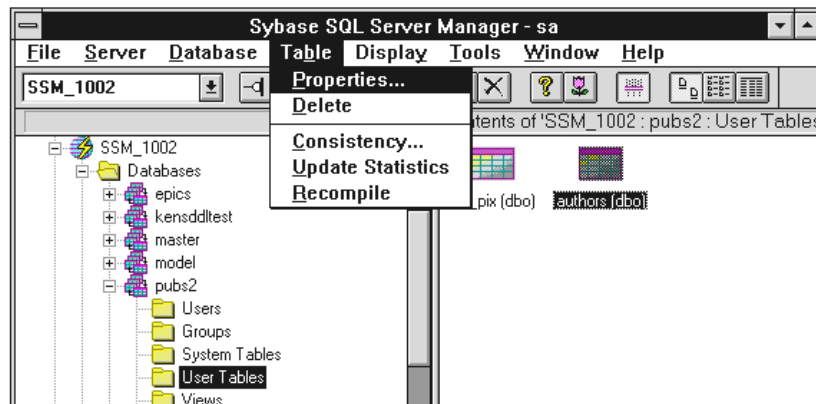 Sybase SQL Server Manager - sa
File Server Database Table Display Tools Window Help
SSM_1002
Properties...
Delete
Consistency...
Update Statistics
Recompile
tents of 'SSM_1002 : pubs2 : User Tables
SSM_1002
Databases
epics
kensddltest
master
model
pubs2
Users
Groups
System Tables
User Tables
Views
_pix (dbo)
authors (dbo)